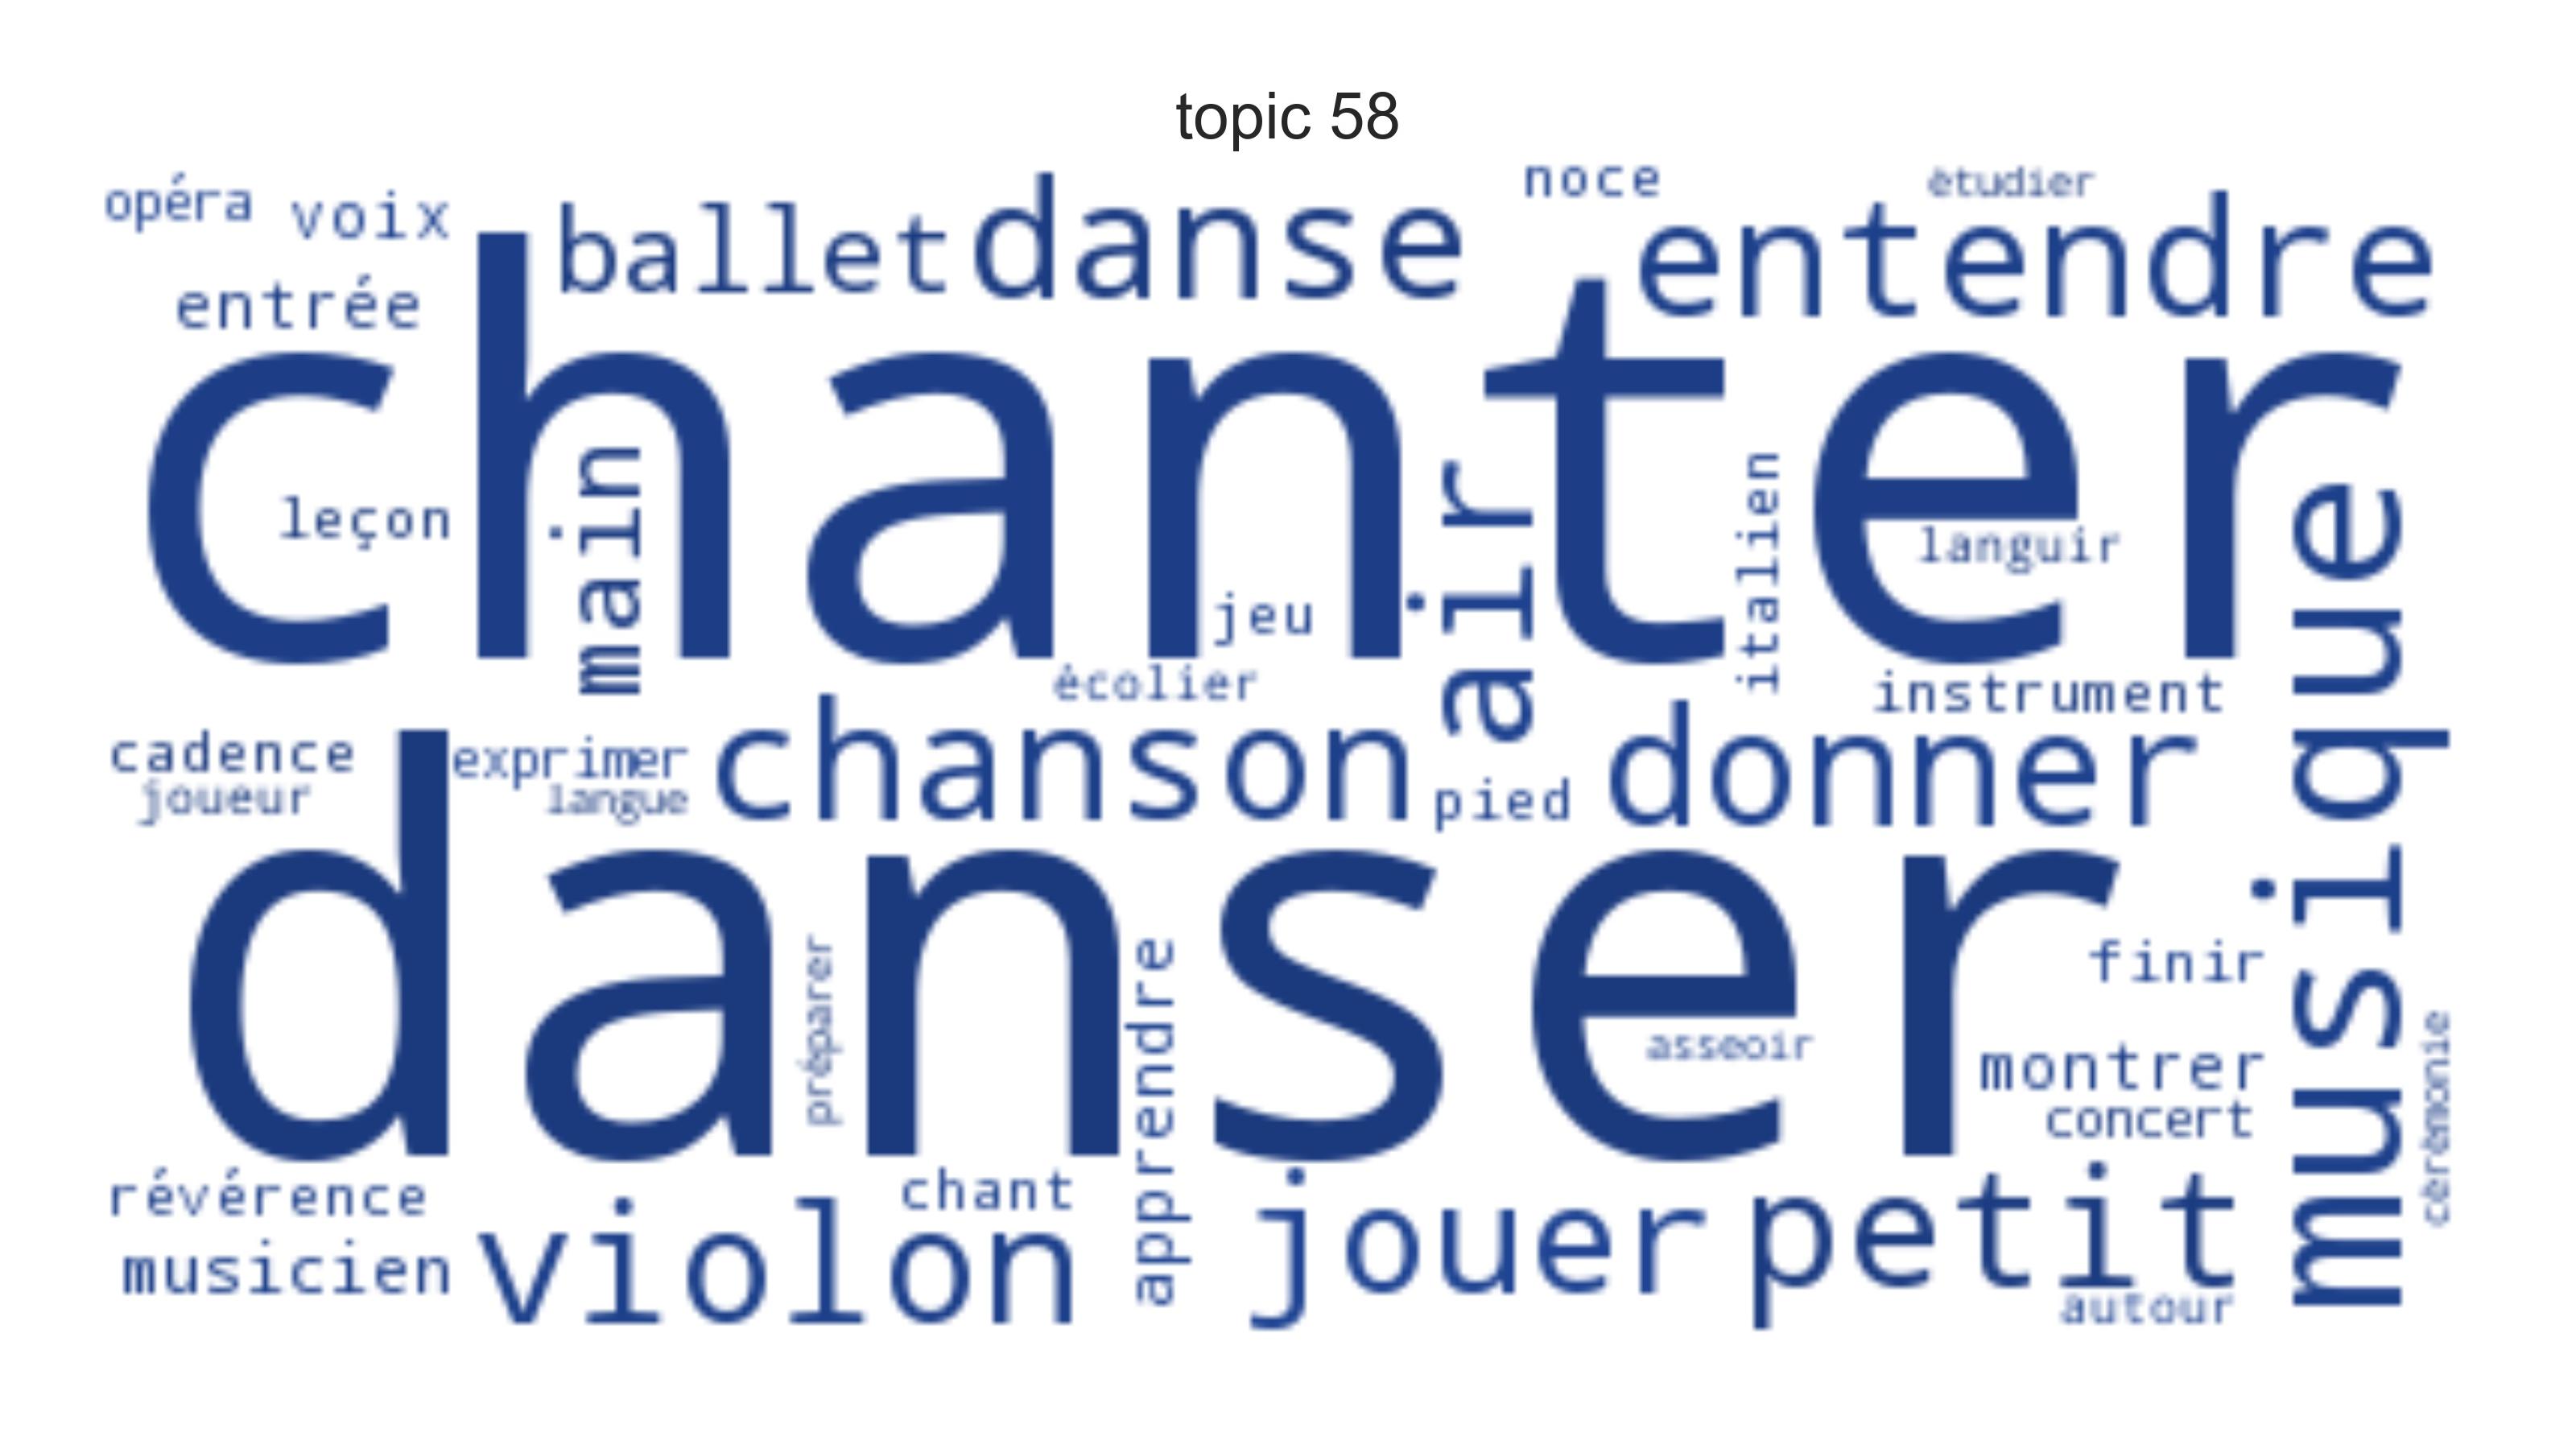 topic 58
opéra
voix
ballet
danse
noce
étudier
entendre
entrée
chanter
leçon
main
jeu
air
italien
languir
musique
écolier
instrument
cadence
exprimer
chanson
donner
joueur
langue
pied
danser
préparer
apprendre
finir
asseoir
montrer
concert
cérémonie
révérence
chant
jouer
petit
musicien
violon
autour